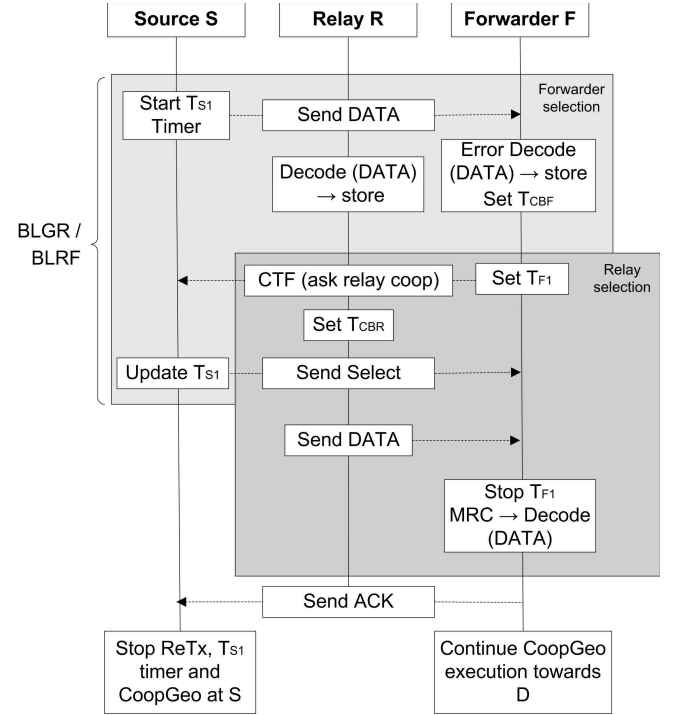 Source S
Relay R
Forwarder F
Forwarder
selection
Start TS1
Timer
Send DATA
Decode (DATA)
→ store
Error Decode
(DATA) → store
Set TCBF
BLGR /
BLRF
Relay
selection
CTF (ask relay coop)
Set TF1
Set TCBR
Update TS1
Send Select
Send DATA
Stop TF1
MRC → Decode
(DATA)
Send ACK
Stop ReTx, TS1
timer and
CoopGeo at S
Continue CoopGeo
execution towards
D